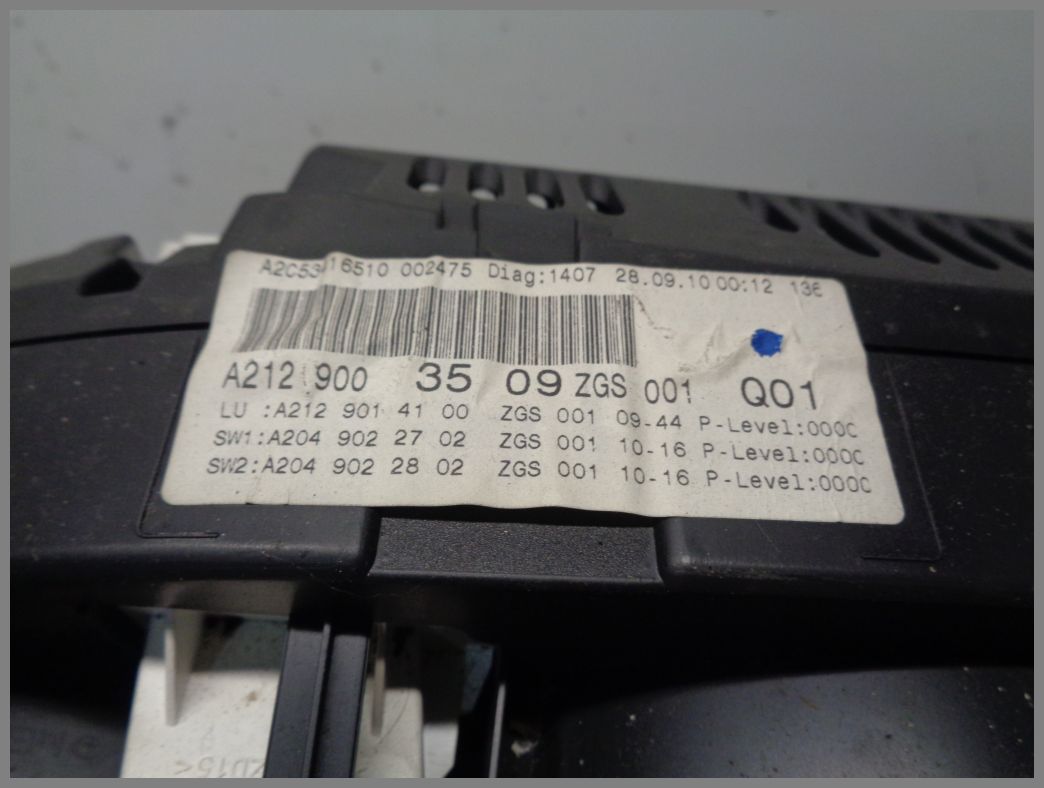 A2C53416510 002475 Diag:1407 28.09.10 00:12 136
A212 900 35 09 ZGS 001 Q01
LU :A212 901 41 00 ZGS 001 09-44 P-Level:000C
SW1:A204 902 27 02 ZGS 001 10-16 P-Level:000C
SW2:A204 902 28 02 ZGS 001 10-16 P-Level:000C